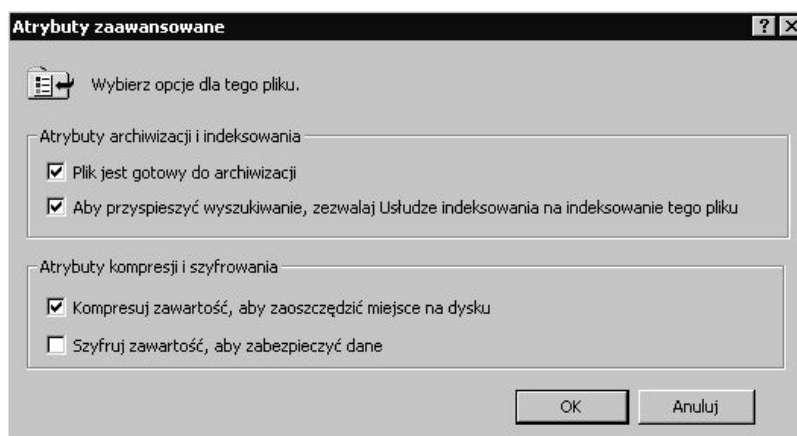 Atrybuty zaawansowane
Wybierz opcje dla tego pliku.
Atrybuty archiwizacji i indeksowania
Plik jest gotowy do archiwizacji
Aby przyspieszyć wyszukiwanie, zezwalaj Usłudze indeksowania na indeksowanie tego pliku
Atrybuty kompresji i szyfrowania
Kompresuj zawartość, aby zaoszczędzić miejsce na dysku
Szyfruj zawartość, aby zabezpieczyć dane
OK Anuluj